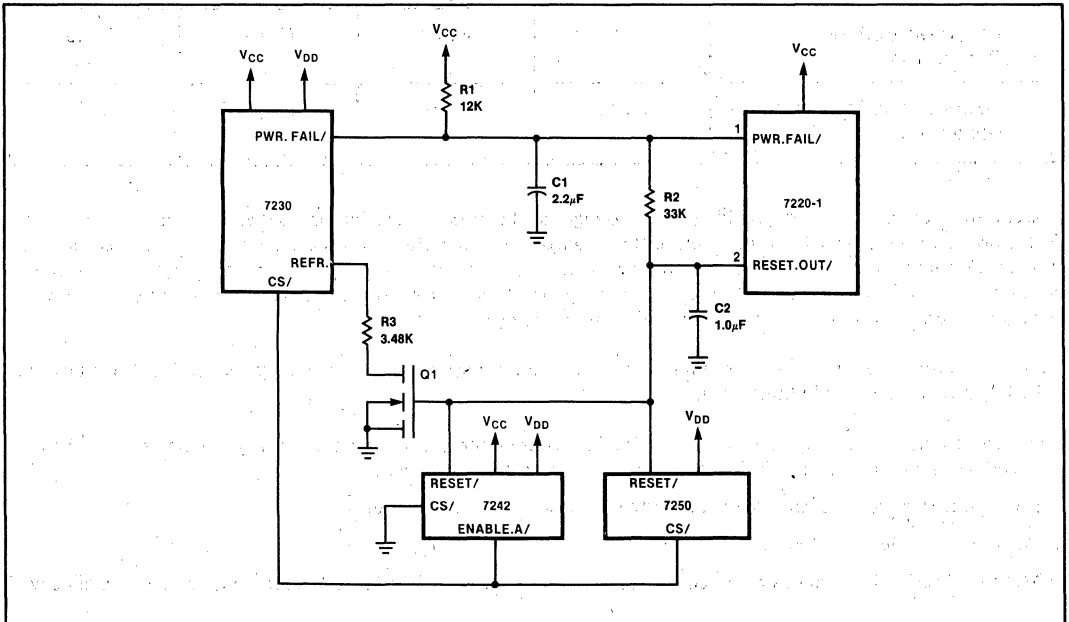 VCC
VCC VDD
VCC
R1
12K
PWR. FAIL/
1
PWR.FAIL/
C1
2.2µF
R2
33K
7230
7220-1
REFR.
2
RESET.OUT/
CS/
C2
1.0µF
R3
3.48K
Q1
VCC VDD
VDD
RESET/
RESET/
CS/ 7242
7250
ENABLE.A/
CS/